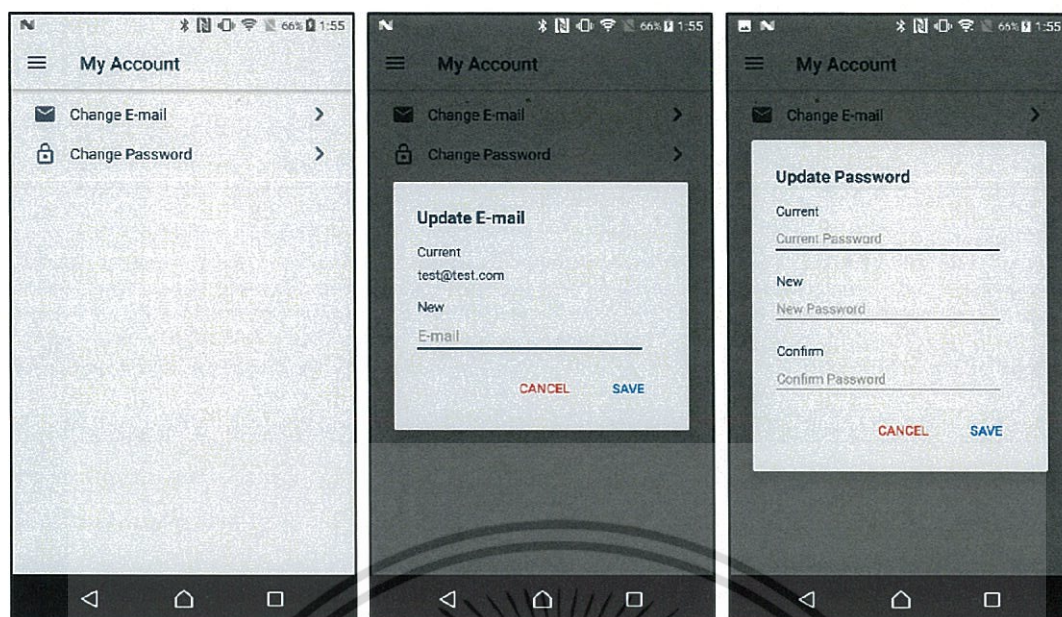 66% 1:55
My Account
Change E-mail
Change Password
66% 1:55
My Account
Change E-mail
Change Password
Update E-mail
Current
test@test.com
New
E-mail
CANCEL SAVE
66% 1:55
My Account
Change E-mail
Update Password
Current
Current Password
New
New Password
Confirm
Confirm Password
CANCEL SAVE